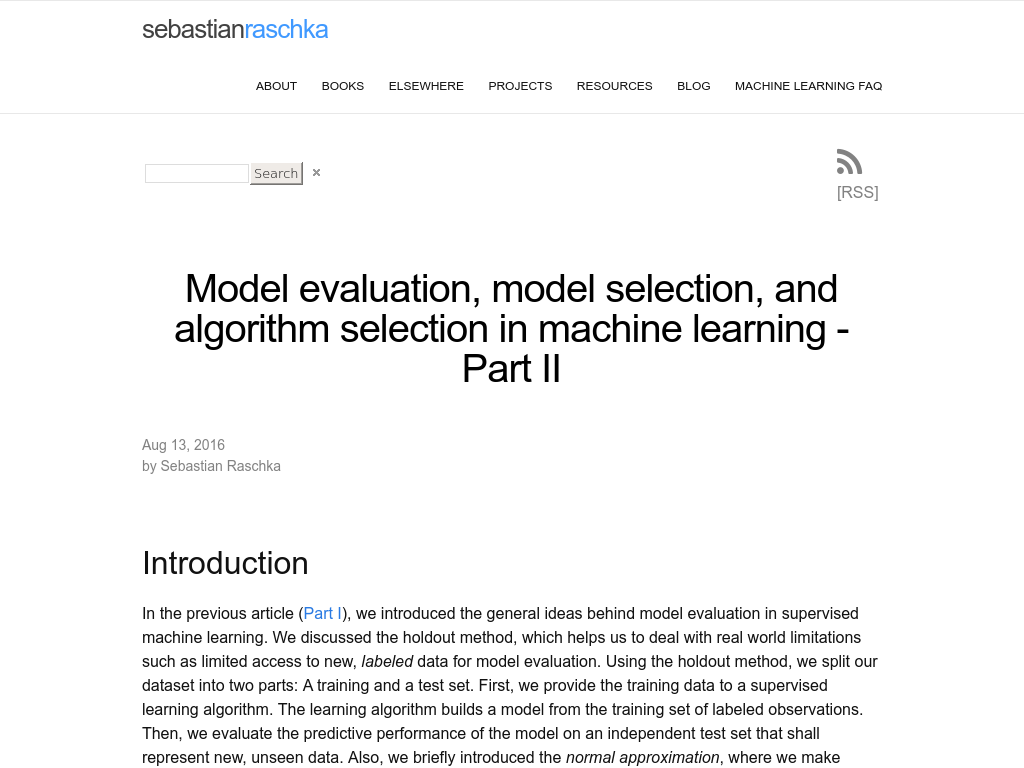 sebastianraschka
ABOUT BOOKS ELSEWHERE PROJECTS RESOURCES BLOG MACHINE LEARNING FAQ
Search ×
[RSS]
Model evaluation, model selection, and
algorithm selection in machine learning -
Part II
Aug 13, 2016
by Sebastian Raschka
Introduction
In the previous article (Part I), we introduced the general ideas behind model evaluation in supervised
machine learning. We discussed the holdout method, which helps us to deal with real world limitations
such as limited access to new, labeled data for model evaluation. Using the holdout method, we split our
dataset into two parts: A training and a test set. First, we provide the training data to a supervised
learning algorithm. The learning algorithm builds a model from the training set of labeled observations.
Then, we evaluate the predictive performance of the model on an independent test set that shall
represent new, unseen data. Also, we briefly introduced the normal approximation, where we make